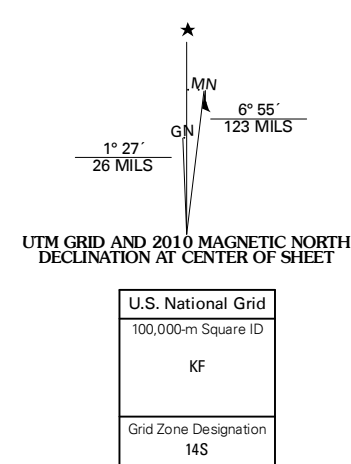 ★
MN
6° 55´
123 MILS
GN
1° 27´
26 MILS
UTM GRID AND 2010 MAGNETIC NORTH
DECLINATION AT CENTER OF SHEET
U.S. National Grid
100,000-m Square ID
KF
Grid Zone Designation
14S